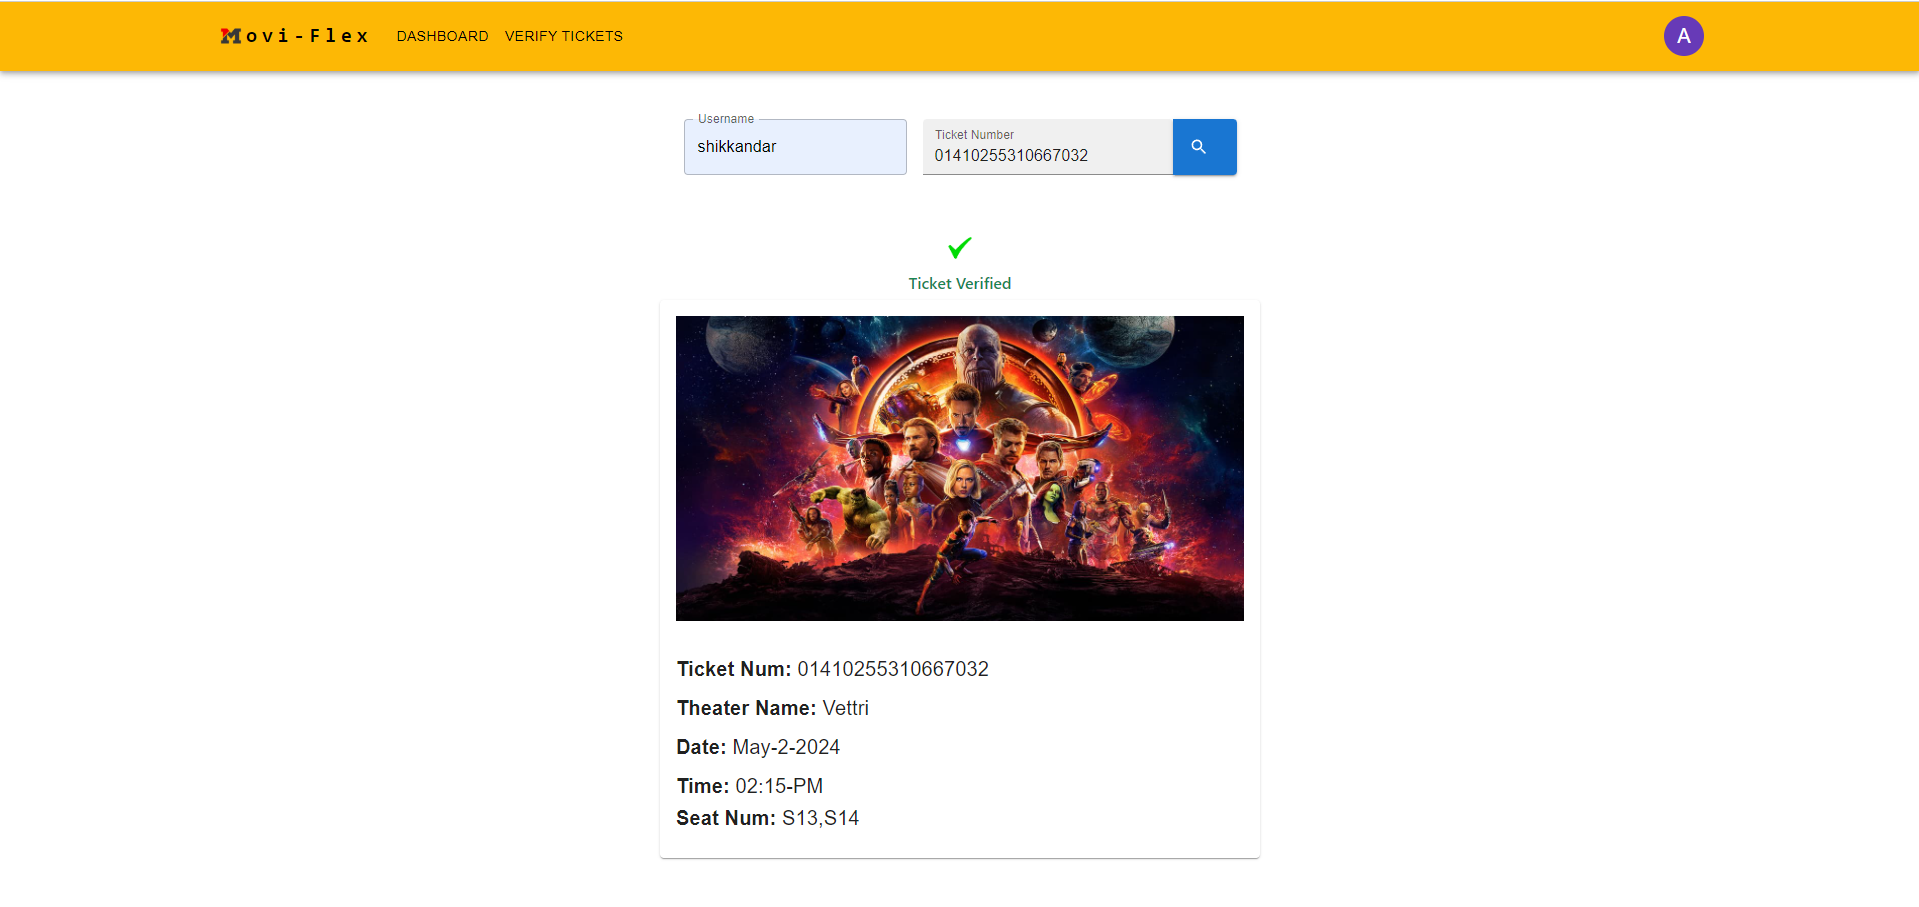 Movi-Flex DASHBOARD VERIFY TICKETS A
Username
shikkandar
Ticket Number
01410255310667032
Ticket Verified
Ticket Num: 01410255310667032
Theater Name: Vettri
Date: May-2-2024
Time: 02:15-PM
Seat Num: S13,S14